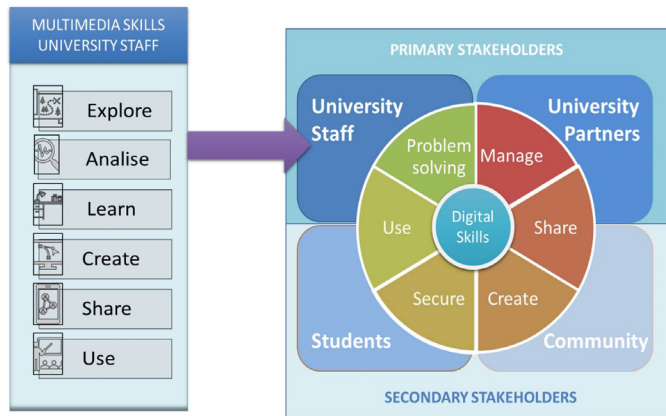 MULTIMEDIA SKILLS
UNIVERSITY STAFF
Explore
Analise
Learn
Create
Share
Use
PRIMARY STAKEHOLDERS
University
Staff
University
Partners
Problem
solving
Manage
Use
Digital
Skills
Share
Secure
Create
Students
Community
SECONDARY STAKEHOLDERS